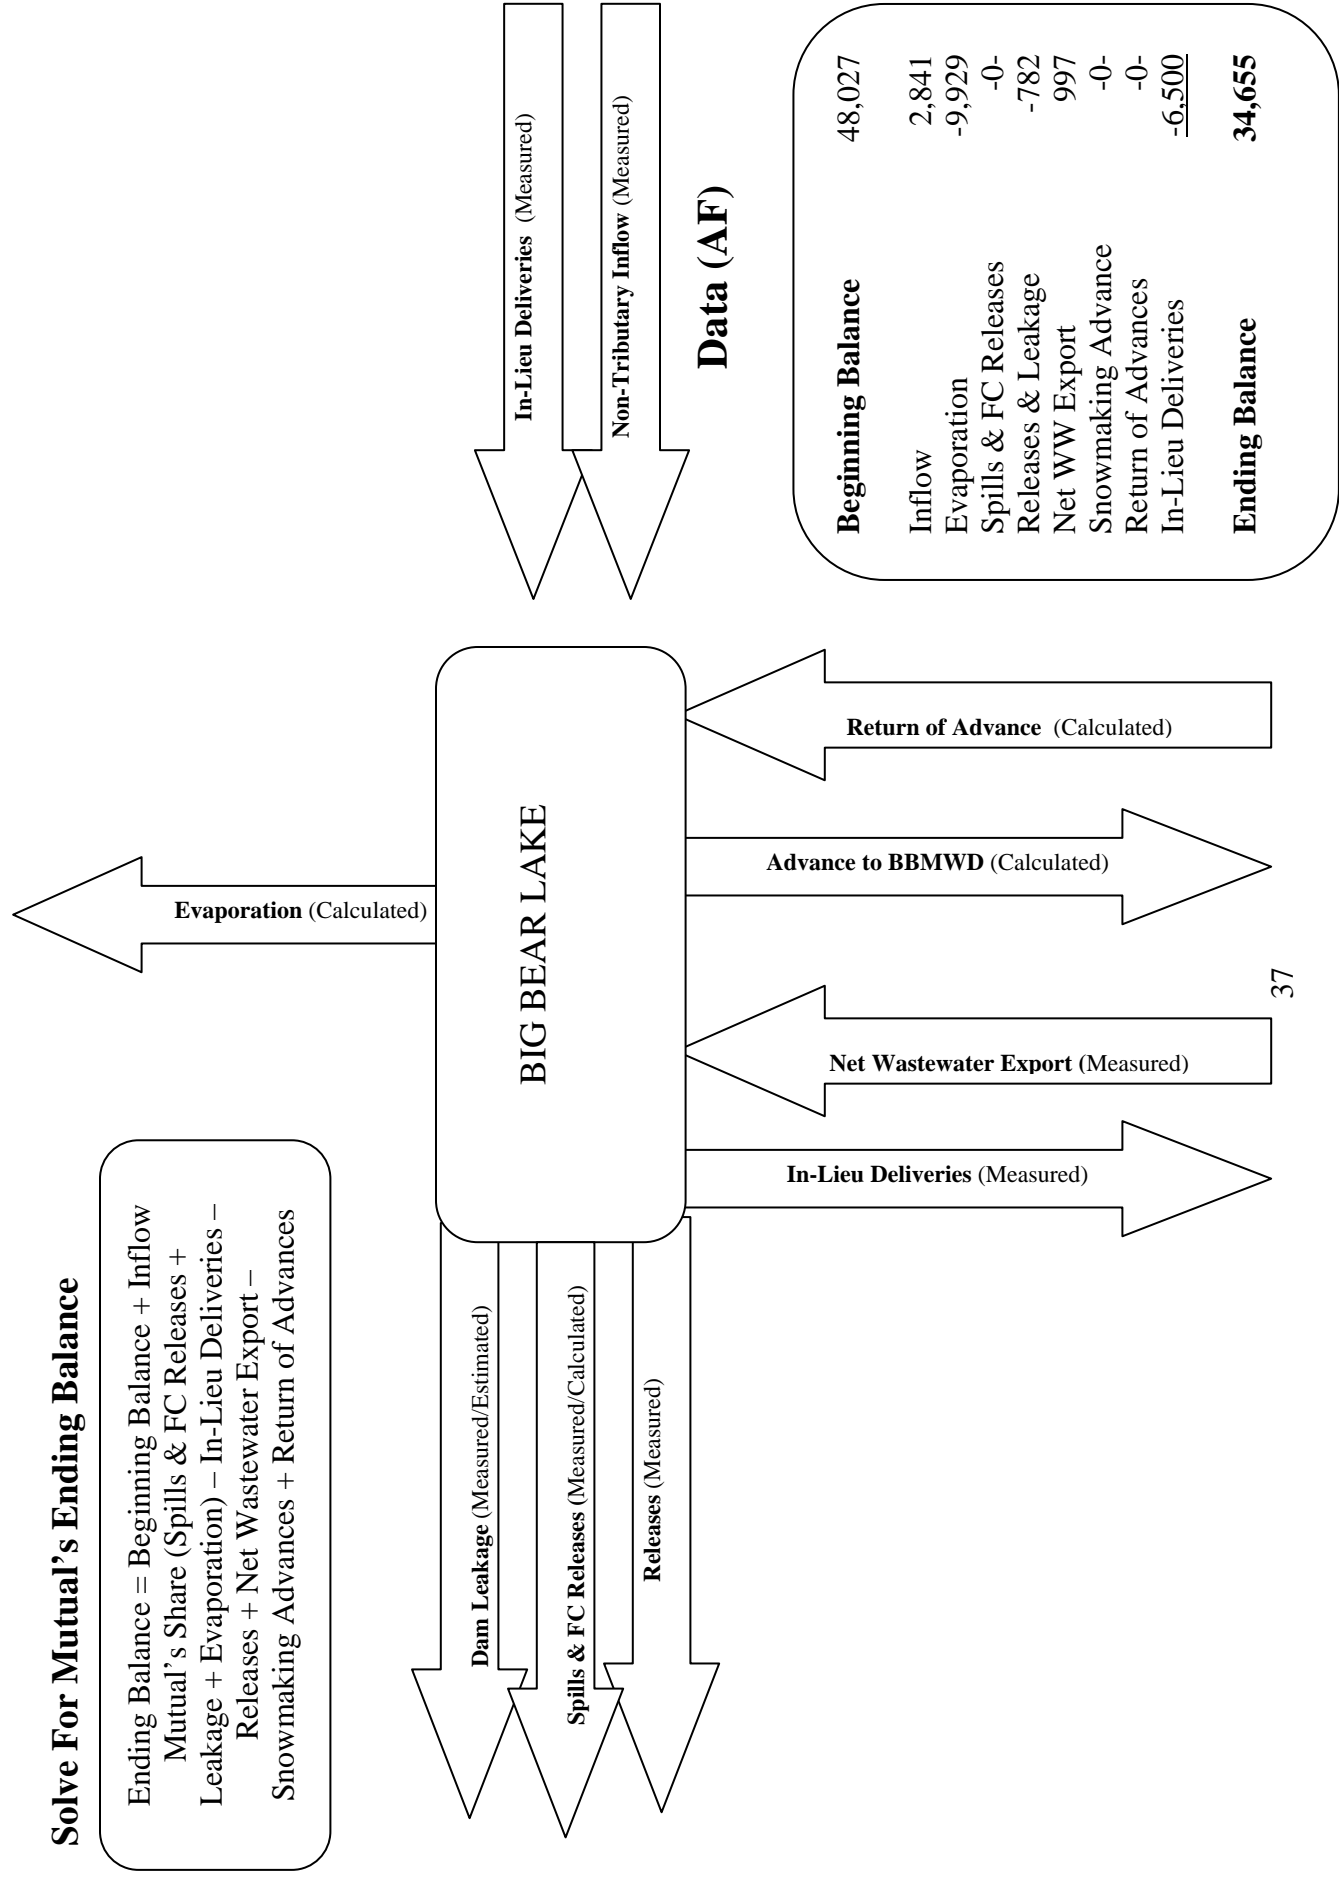 Solve For Mutual's Ending Balance
Ending Balance = Beginning Balance + Inflow
Mutual's Share (Spills & FC Releases +
Leakage + Evaporation) – In-Lieu Deliveries –
Releases + Net Wastewater Export –
Snowmaking Advances + Return of Advances
Evaporation (Calculated)
Dam Leakage (Measured/Estimated)
Spills & FC Releases (Measured/Calculated)
Releases (Measured)
BIG BEAR LAKE
In-Lieu Deliveries (Measured)
Non-Tributary Inflow (Measured)
In-Lieu Deliveries (Measured)
Net Wastewater Export (Measured)
Advance to BBMWD (Calculated)
Return of Advance (Calculated)
Data (AF)
Beginning Balance 48,027
Inflow 2,841
Evaporation -9,929
Spills & FC Releases -0-
Releases & Leakage -782
Net WW Export 997
Snowmaking Advance -0-
Return of Advances -0-
In-Lieu Deliveries -6,500
Ending Balance 34,655
37